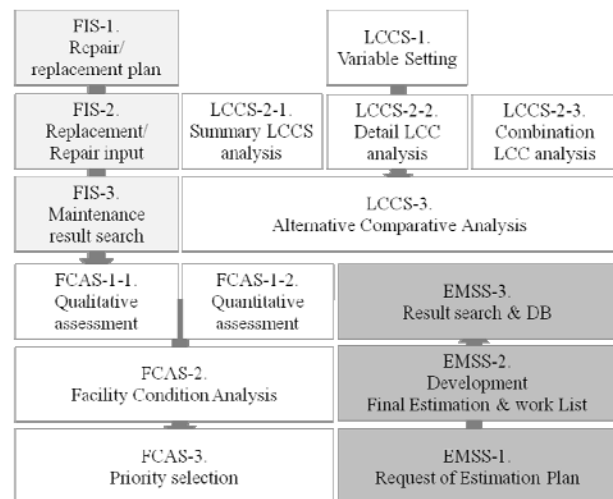 FIS-1.
Repair/
replacement plan
LCCS-1.
Variable Setting
FIS-2.
Replacement/
Repair input
LCCS-2-1.
Summary LCCS
analysis
LCCS-2-2.
Detail LCC
analysis
LCCS-2-3.
Combination
LCC analysis
FIS-3.
Maintenance
result search
LCCS-3.
Alternative Comparative Analysis
FCAS-1-1.
Qualitative
assessment
FCAS-1-2.
Quantitative
assessment
EMSS-3.
Result search & DB
FCAS-2.
Facility Condition Analysis
EMSS-2.
Development
Final Estimation & work List
FCAS-3.
Priority selection
EMSS-1.
Request of Estimation Plan